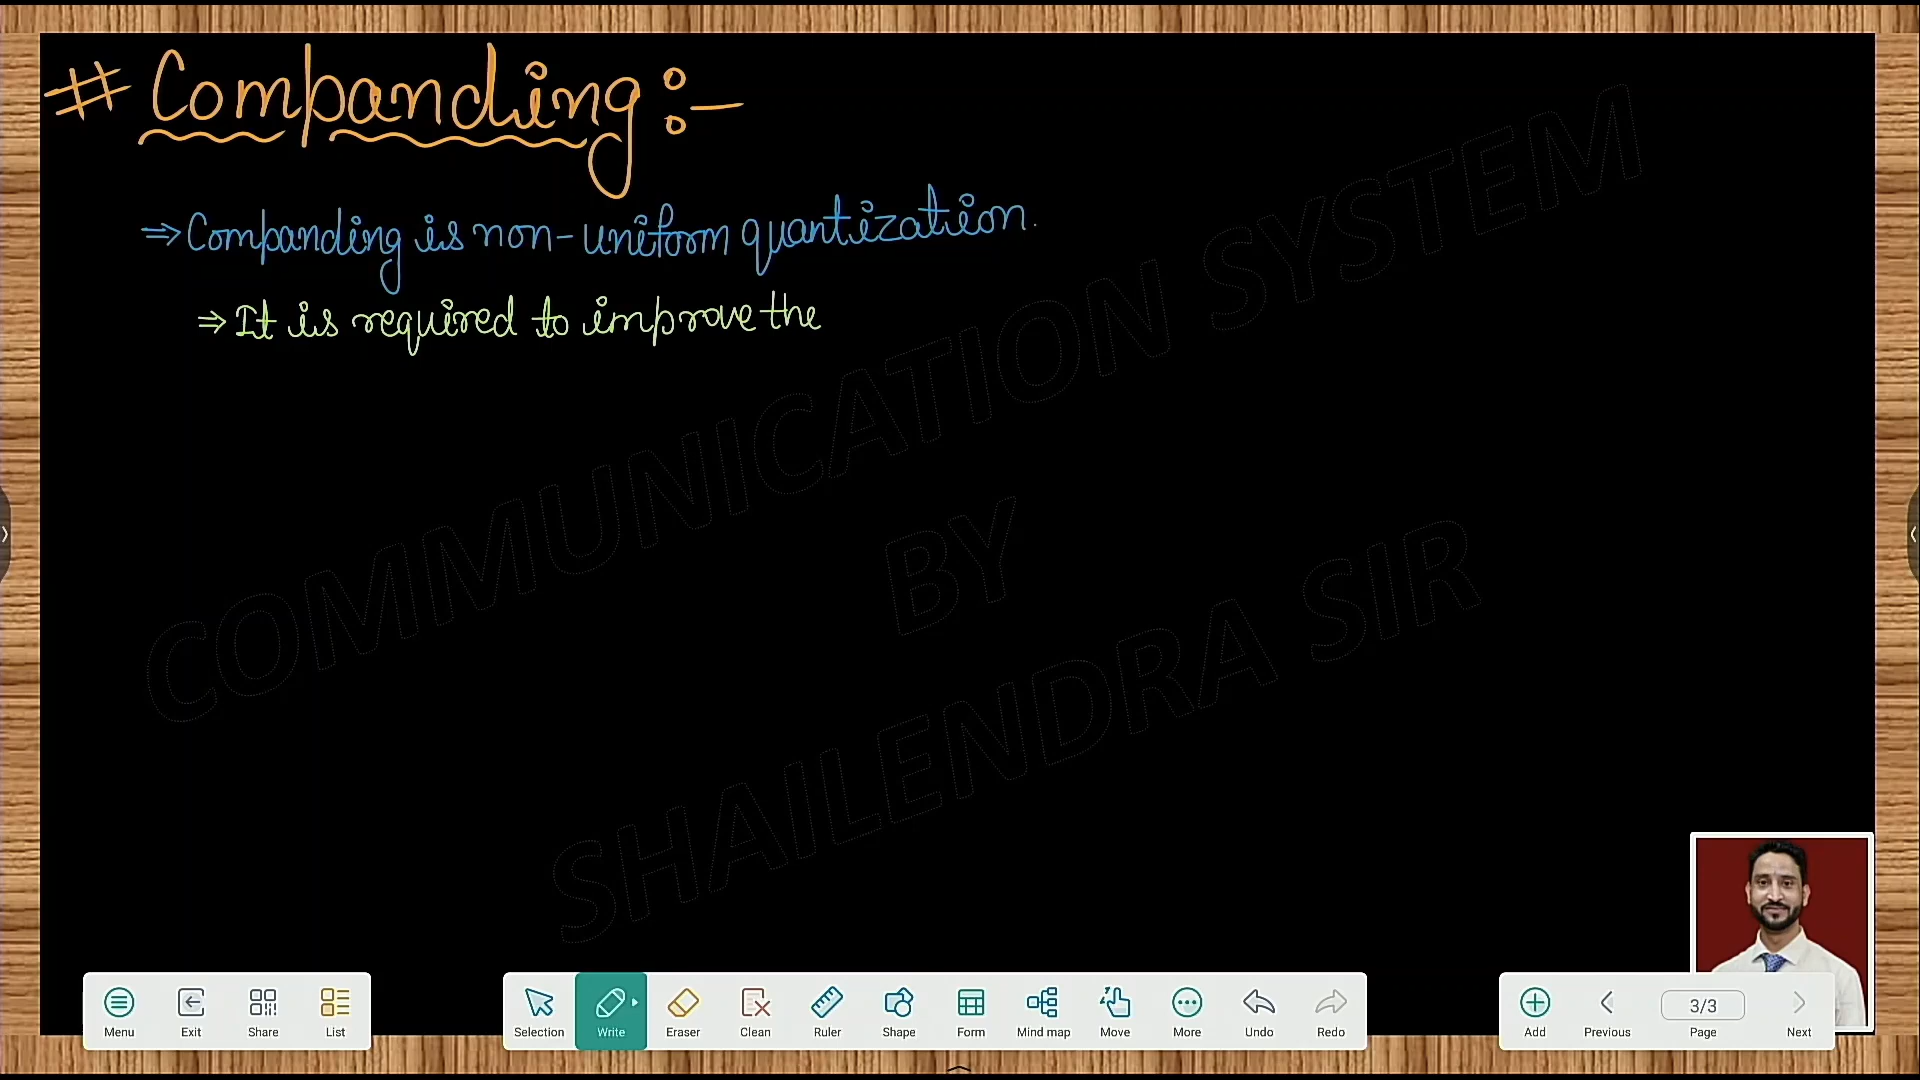 # Companding :-
⇒ Companding is non-uniform quantization.
⇒ It is required to improve the
COMMUNICATION SYSTEM
BY
SHAILENDRA SIR
Menu Exit Share List Selection Write Eraser Clean Ruler Shape Form Mind map Move More Undo Redo Add Previous 3/3 Page Next